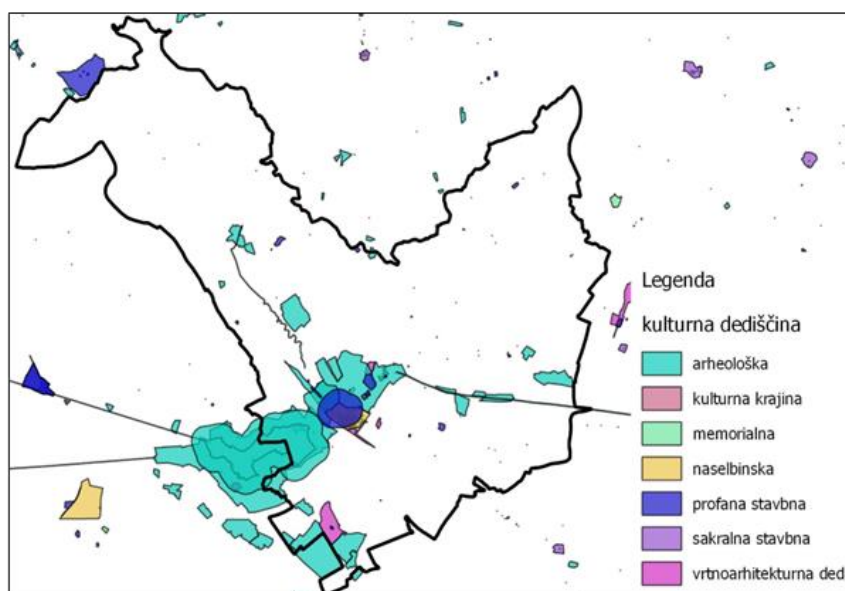 Legenda
kulturna dediščina
arheološka
kulturna krajina
memorialna
naselbinska
profana stavbna
sakralna stavbna
vrtnoarhitekturna ded